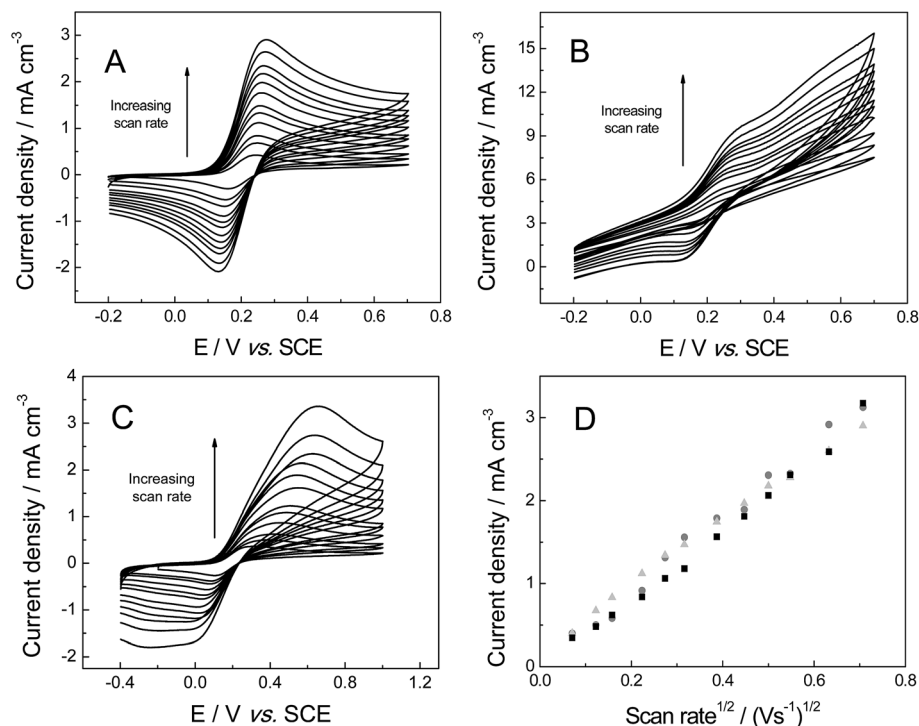 A
Increasing
scan rate
Current density / mA cm⁻³
3
2
1
0
-1
-2
-0.2 0.0 0.2 0.4 0.6 0.8
E / V vs. SCE
B
Increasing
scan rate
Current density / mA cm⁻³
15
12
9
6
3
0
-0.2 0.0 0.2 0.4 0.6 0.8
E / V vs. SCE
C
Increasing
scan rate
Current density / mA cm⁻³
4
3
2
1
0
-1
-2
-0.4 0.0 0.4 0.8 1.2
E / V vs. SCE
D
Current density / mA cm⁻³
3
2
1
0
0.0 0.2 0.4 0.6 0.8
Scan rate¹ᐟ² / (Vs⁻¹)¹ᐟ²